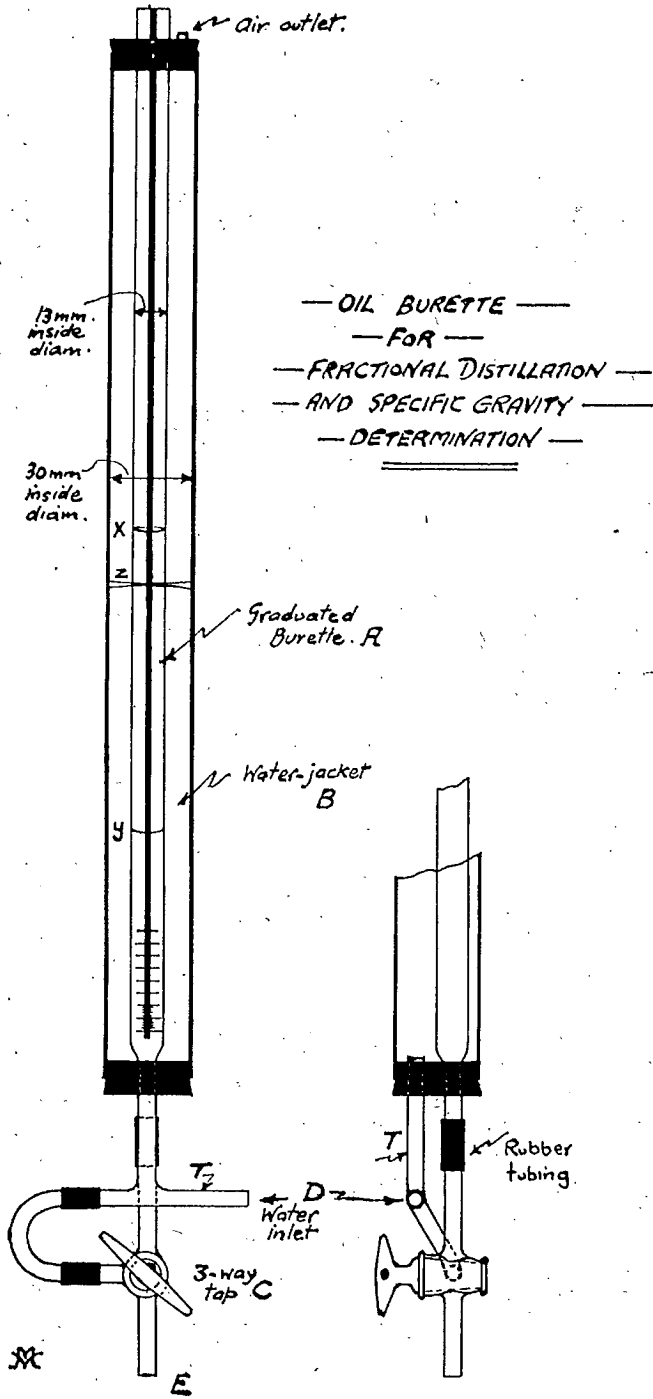 air outlet.
— OIL BURETTE —
— FOR —
— FRACTIONAL DISTILLATION —
— AND SPECIFIC GRAVITY —
— DETERMINATION —
13mm.
inside
diam.
30mm
inside
diam.
X
Z
Graduated
Burette. A
Water-jacket
B
y
T
D
Water
inlet
3-way
tap C
E
T
Rubber
tubing